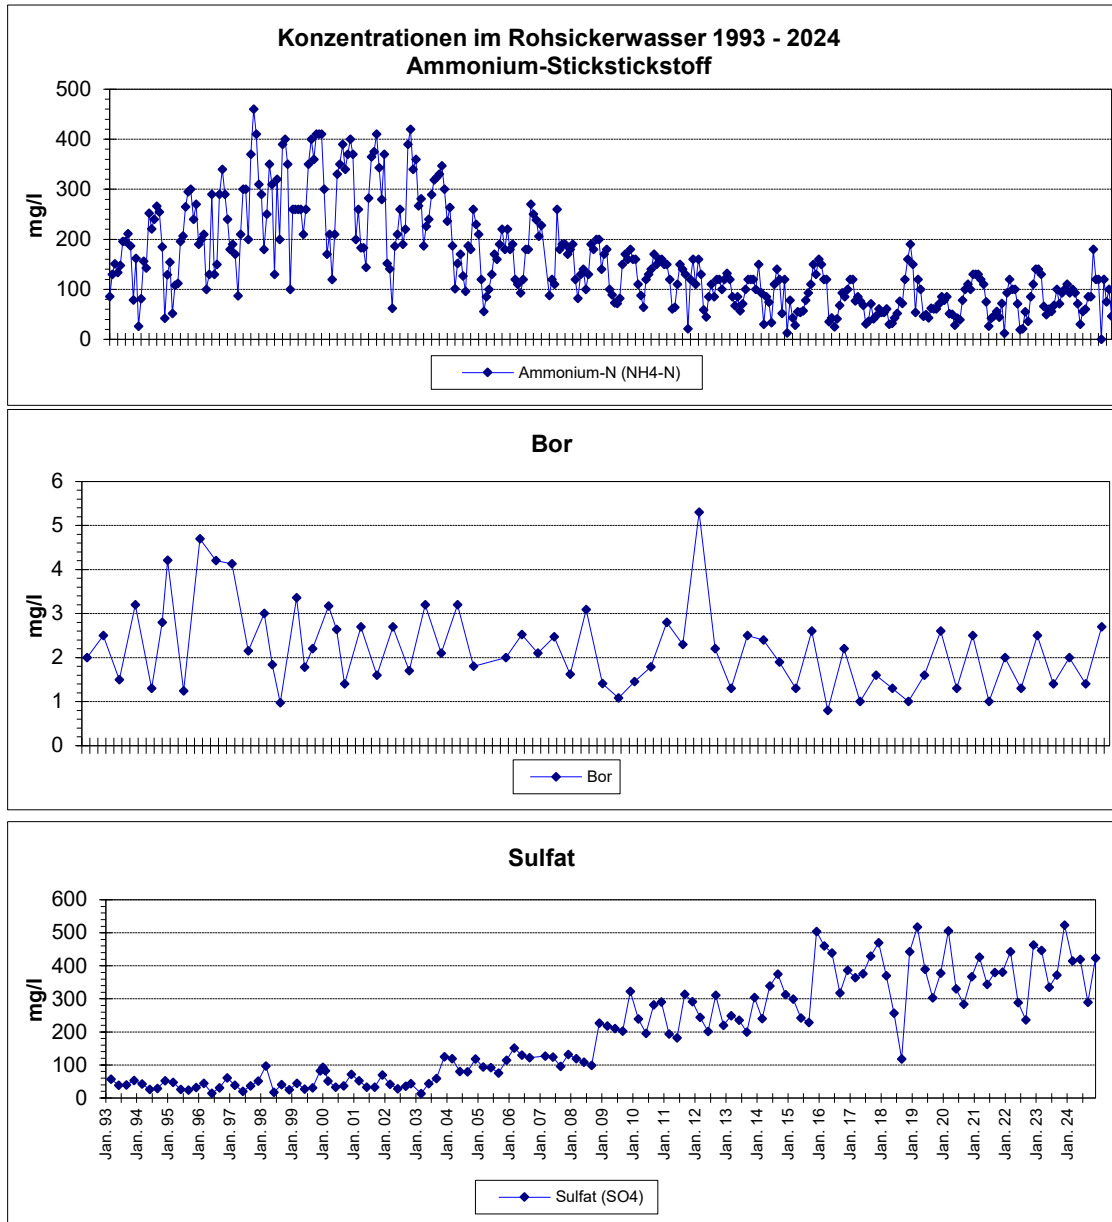 Konzentrationen im Rohsickerwasser 1993 - 2024
Ammonium-Stickstickstoff
mg/l
500
400
300
200
100
0
Ammonium-N (NH4-N)
Bor
mg/l
6
5
4
3
2
1
0
Bor
Sulfat
mg/l
600
500
400
300
200
100
0
Jan. 93
Jan. 94
Jan. 95
Jan. 96
Jan. 97
Jan. 98
Jan. 99
Jan. 00
Jan. 01
Jan. 02
Jan. 03
Jan. 04
Jan. 05
Jan. 06
Jan. 07
Jan. 08
Jan. 09
Jan. 10
Jan. 11
Jan. 12
Jan. 13
Jan. 14
Jan. 15
Jan. 16
Jan. 17
Jan. 18
Jan. 19
Jan. 20
Jan. 21
Jan. 22
Jan. 23
Jan. 24
Sulfat (SO4)